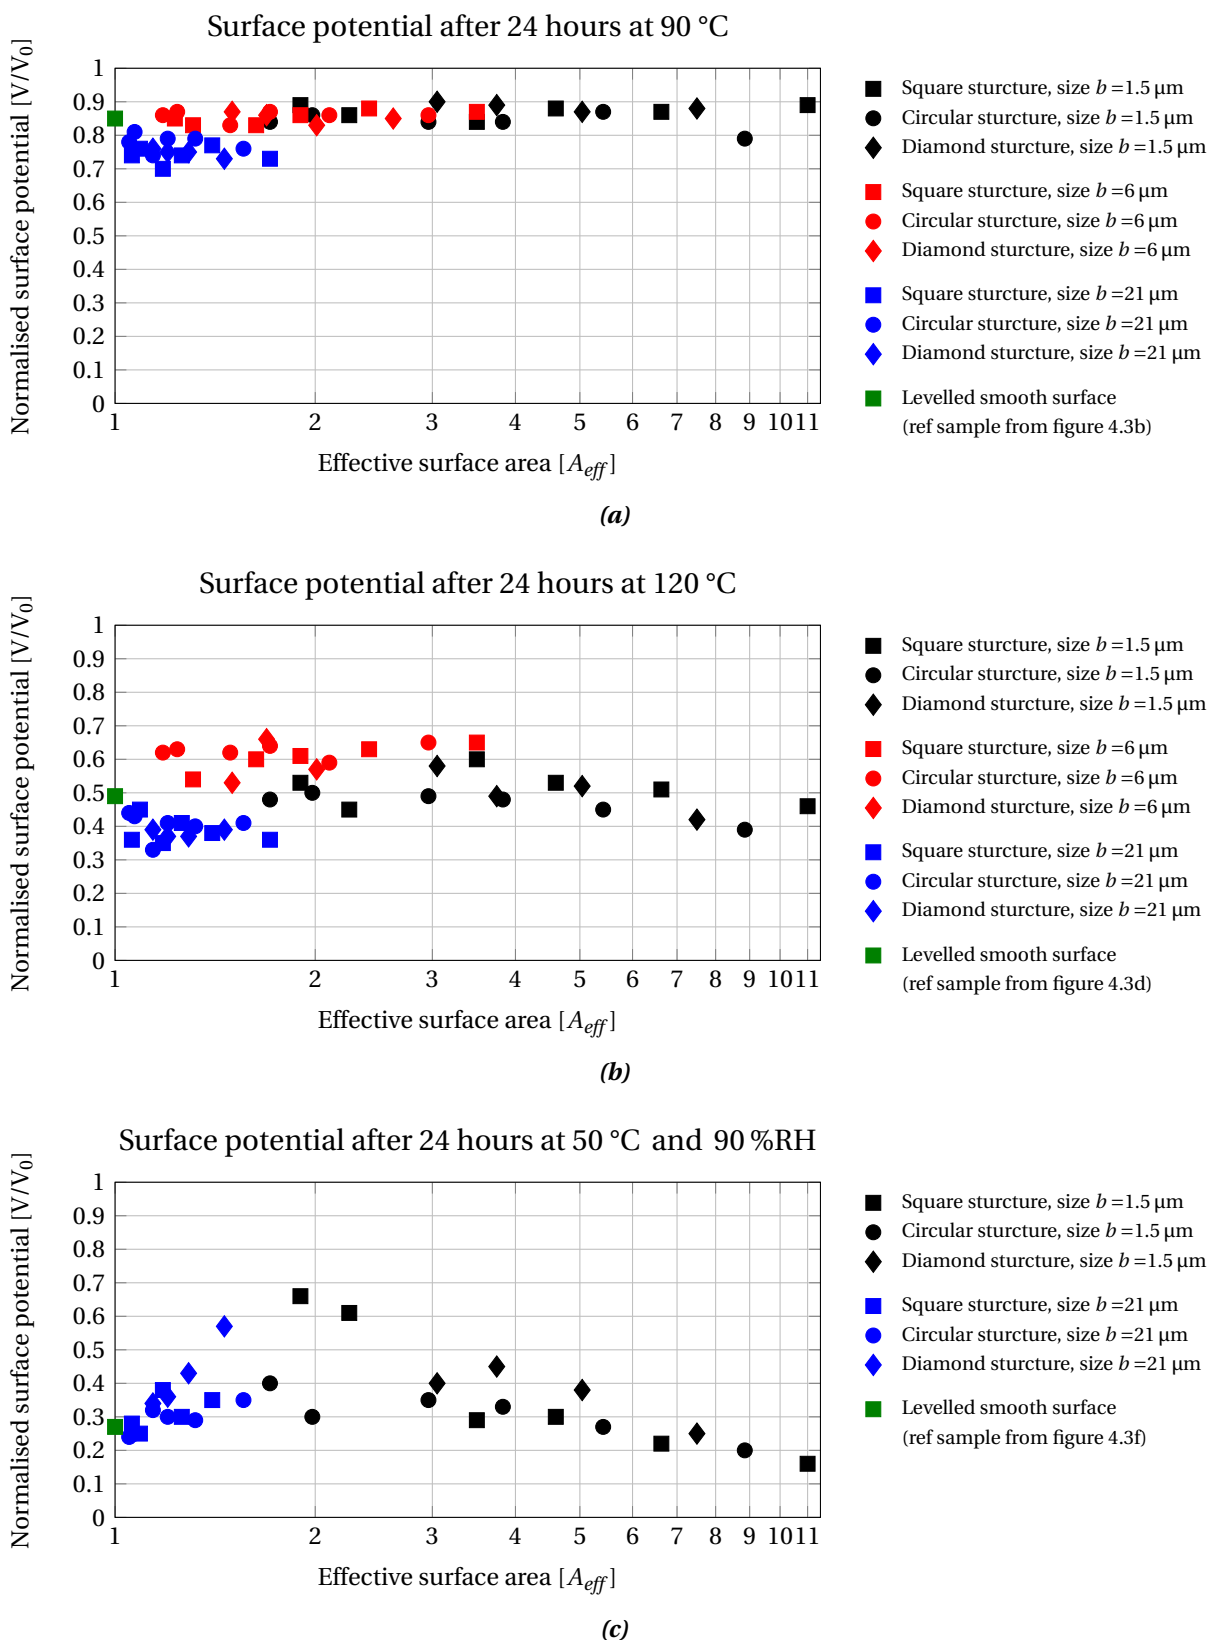 Surface potential after 24 hours at 90 °C
Normalised surface potential [V/V0]
1
0.9
0.8
0.7
0.6
0.5
0.4
0.3
0.2
0.1
0
1 2 3 4 5 6 7 8 9 10 11
Effective surface area [Aeff]
Square sturcture, size b=1.5 µm
Circular sturcture, size b=1.5 µm
Diamond sturcture, size b=1.5 µm
Square sturcture, size b=6 µm
Circular sturcture, size b=6 µm
Diamond sturcture, size b=6 µm
Square sturcture, size b=21 µm
Circular sturcture, size b=21 µm
Diamond sturcture, size b=21 µm
Levelled smooth surface
(ref sample from figure 4.3b)
(a)
Surface potential after 24 hours at 120 °C
Normalised surface potential [V/V0]
1
0.9
0.8
0.7
0.6
0.5
0.4
0.3
0.2
0.1
0
1 2 3 4 5 6 7 8 9 10 11
Effective surface area [Aeff]
Square sturcture, size b=1.5 µm
Circular sturcture, size b=1.5 µm
Diamond sturcture, size b=1.5 µm
Square sturcture, size b=6 µm
Circular sturcture, size b=6 µm
Diamond sturcture, size b=6 µm
Square sturcture, size b=21 µm
Circular sturcture, size b=21 µm
Diamond sturcture, size b=21 µm
Levelled smooth surface
(ref sample from figure 4.3d)
(b)
Surface potential after 24 hours at 50 °C and 90 %RH
Normalised surface potential [V/V0]
1
0.9
0.8
0.7
0.6
0.5
0.4
0.3
0.2
0.1
0
1 2 3 4 5 6 7 8 9 10 11
Effective surface area [Aeff]
Square sturcture, size b=1.5 µm
Circular sturcture, size b=1.5 µm
Diamond sturcture, size b=1.5 µm
Square sturcture, size b=21 µm
Circular sturcture, size b=21 µm
Diamond sturcture, size b=21 µm
Levelled smooth surface
(ref sample from figure 4.3f)
(c)